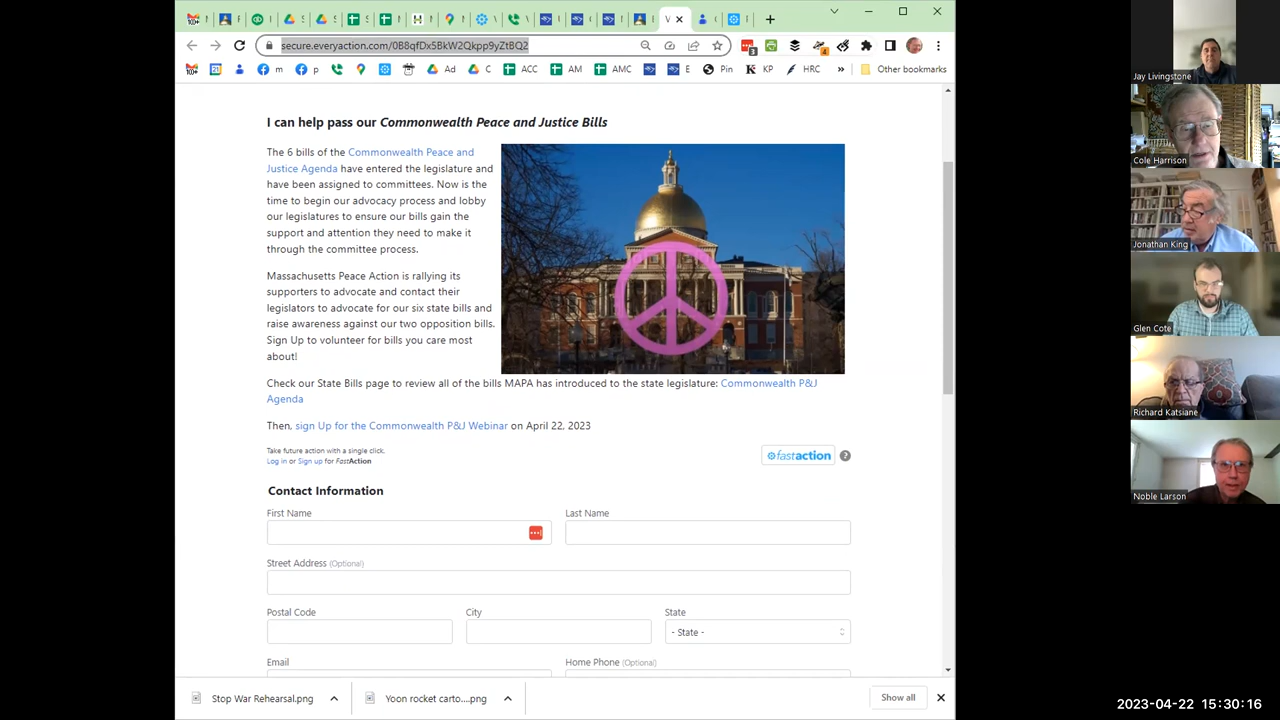 secure.everyaction.com/0B8qfDx5BkW2Qkpp9yZtBQ2
m
p
Ad
C
ACC
AM
AMC
E
Pin
KP
HRC
»
Other bookmarks
I can help pass our Commonwealth Peace and Justice Bills
The 6 bills of the Commonwealth Peace and
Justice Agenda have entered the legislature and
have been assigned to committees. Now is the
time to begin our advocacy process and lobby
our legislatures to ensure our bills gain the
support and attention they need to make it
through the committee process.
Massachusetts Peace Action is rallying its
supporters to advocate and contact their
legislators to advocate for our six state bills and
raise awareness against our two opposition bills.
Sign Up to volunteer for bills you care most
about!
Check our State Bills page to review all of the bills MAPA has introduced to the state legislature: Commonwealth P&J
Agenda
Then, sign Up for the Commonwealth P&J Webinar on April 22, 2023
Take future action with a single click.
Log in or Sign up for FastAction
fastaction
?
Contact Information
First Name
Last Name
Street Address (Optional)
Postal Code
City
State
- State -
Email
Home Phone (Optional)
Stop War Rehearsal.png
Yoon rocket carto....png
Show all
Jay Livingstone
Cole Harrison
Jonathan King
Glen Cote
Richard Katsiane
Noble Larson
2023-04-22 15:30:16